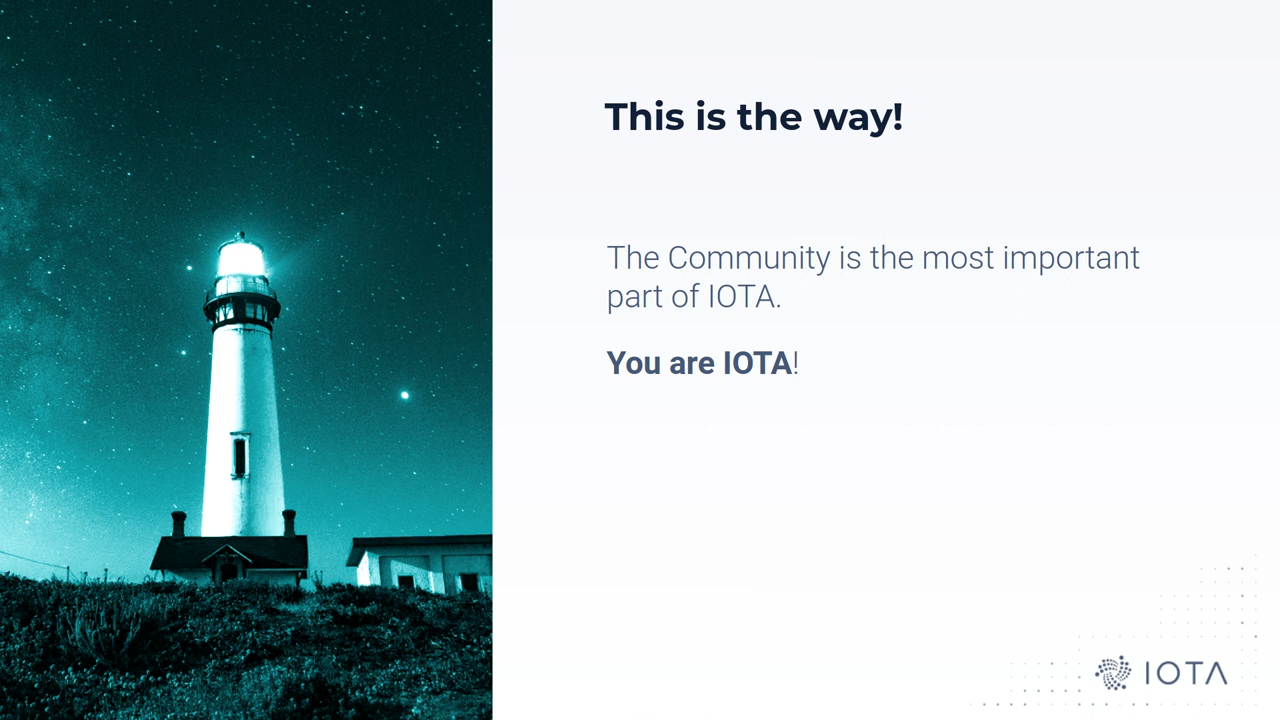 This is the way!
The Community is the most important
part of IOTA.
You are IOTA!
IOTA